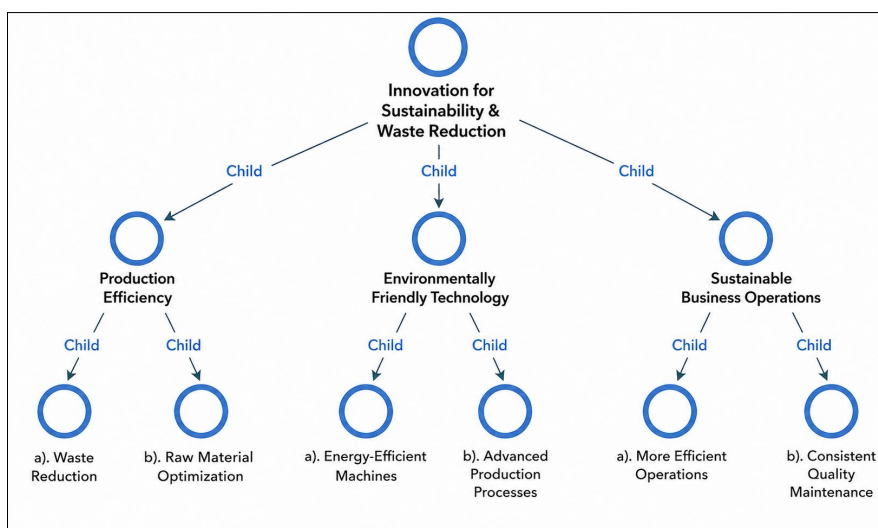 Innovation for
Sustainability &
Waste Reduction
Child
Child
Child
Production
Efficiency
Environmentally
Friendly Technology
Sustainable
Business Operations
Child
Child
Child
Child
Child
Child
a). Waste
Reduction
b). Raw Material
Optimization
a). Energy-Efficient
Machines
b). Advanced
Production
Processes
a). More Efficient
Operations
b). Consistent
Quality
Maintenance